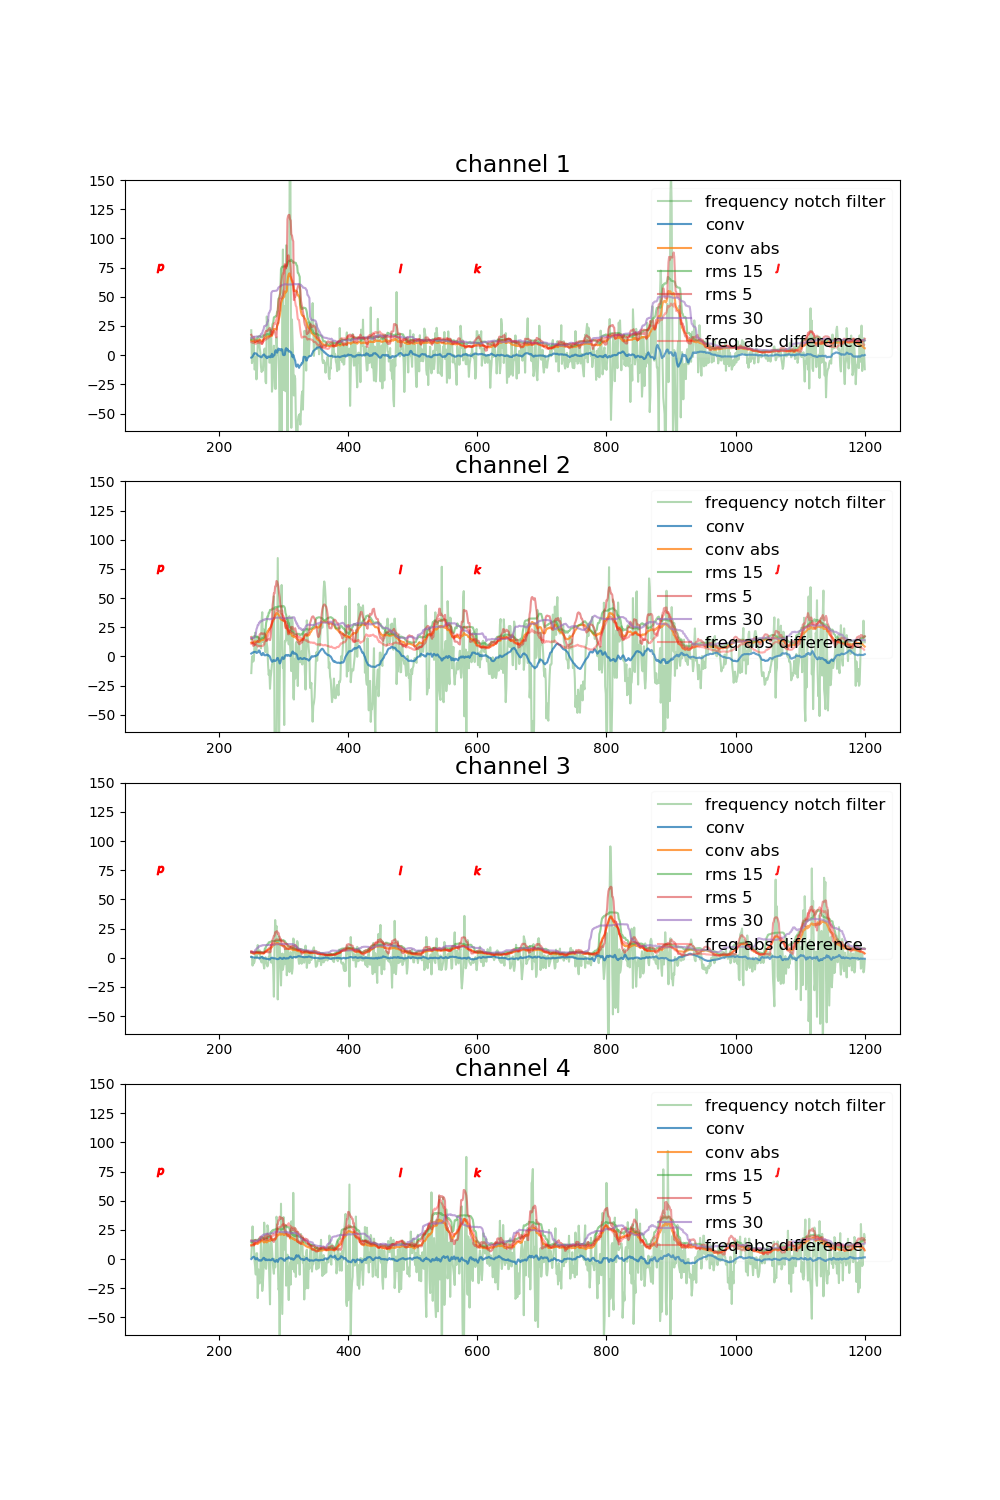 channel 1
150
125
100
75
50
25
0
−25
−50
p l k j
frequency notch filter
conv
conv abs
rms 15
rms 5
rms 30
freq abs difference
200 400 600 800 1000 1200
channel 2
150
125
100
75
50
25
0
−25
−50
p l k j
frequency notch filter
conv
conv abs
rms 15
rms 5
rms 30
freq abs difference
200 400 600 800 1000 1200
channel 3
150
125
100
75
50
25
0
−25
−50
p l k j
frequency notch filter
conv
conv abs
rms 15
rms 5
rms 30
freq abs difference
200 400 600 800 1000 1200
channel 4
150
125
100
75
50
25
0
−25
−50
p l k j
frequency notch filter
conv
conv abs
rms 15
rms 5
rms 30
freq abs difference
200 400 600 800 1000 1200